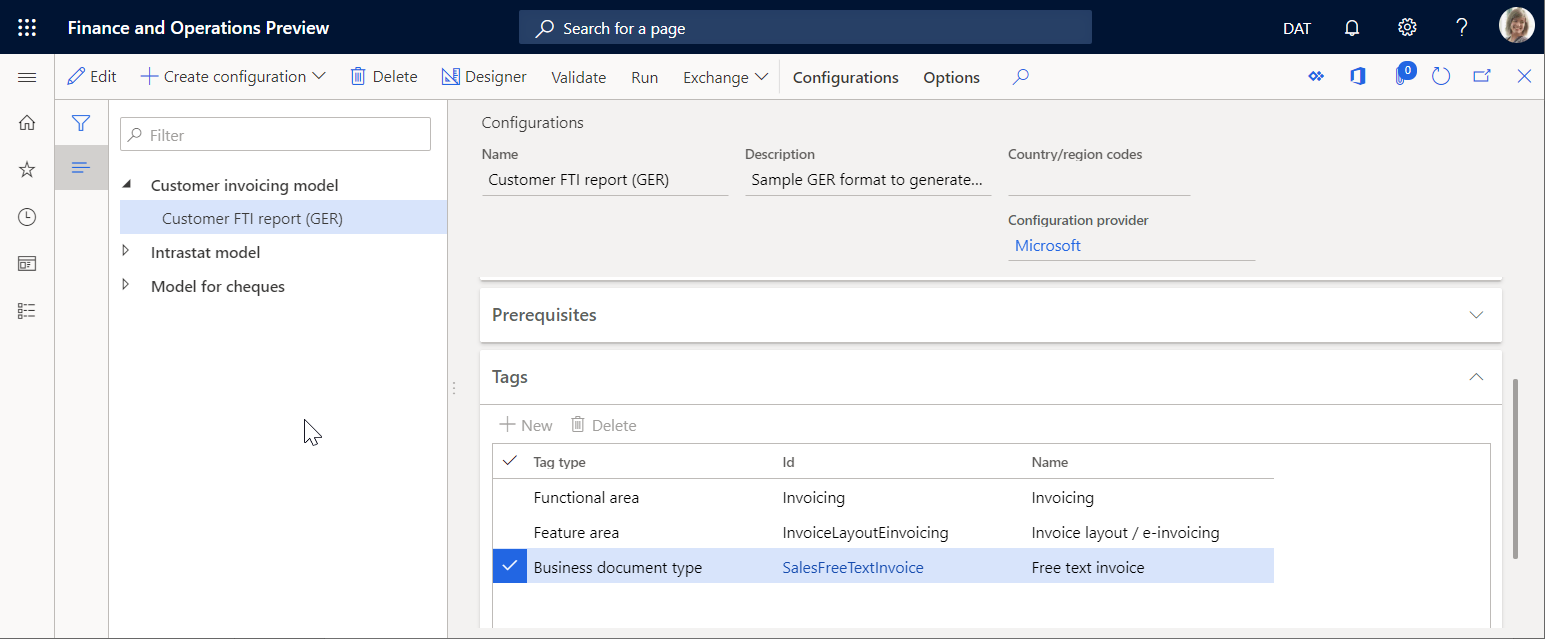 Finance and Operations Preview
Search for a page
DAT
?
Edit
Create configuration
Delete
Designer
Validate
Run
Exchange
Configurations
Options
0
Filter
Customer invoicing model
Customer FTI report (GER)
Intrastat model
Model for cheques
Configurations
Name
Description
Country/region codes
Customer FTI report (GER)
Sample GER format to generate...
Configuration provider
Microsoft
Prerequisites
Tags
New
Delete
Tag type Id Name
Functional area Invoicing Invoicing
Feature area InvoiceLayoutEinvoicing Invoice layout / e-invoicing
Business document type SalesFreeTextInvoice Free text invoice